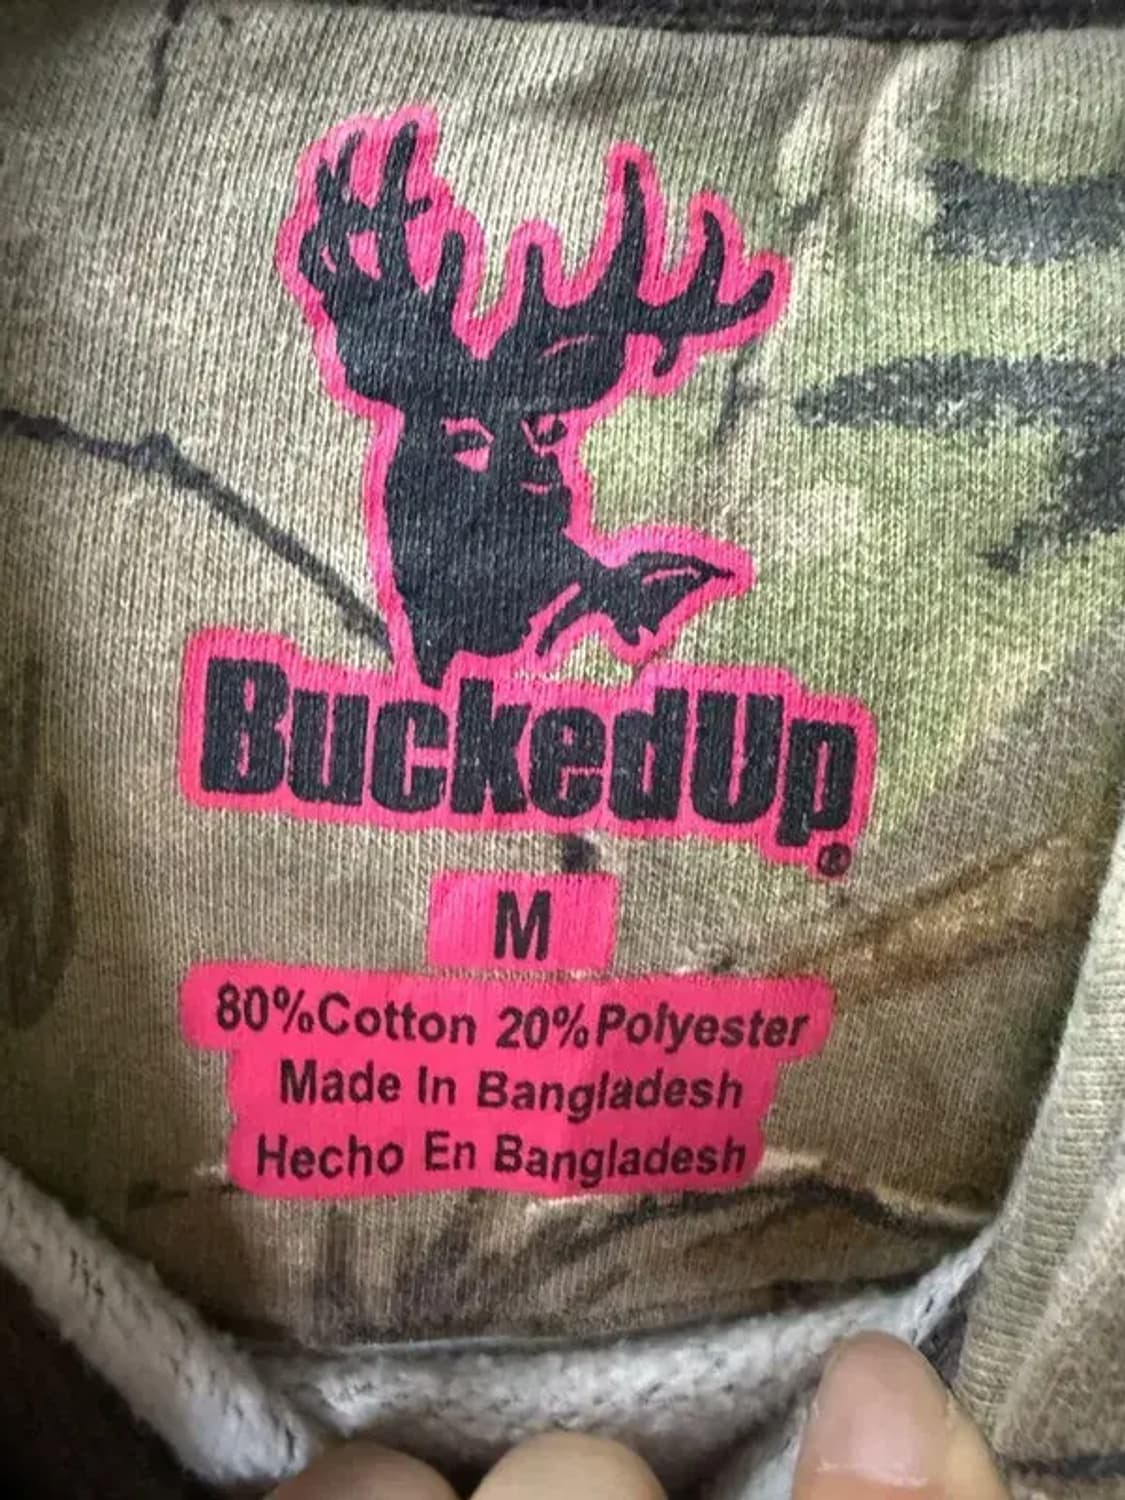 BuckedUp®
M
80%Cotton 20%Polyester
Made In Bangladesh
Hecho En Bangladesh